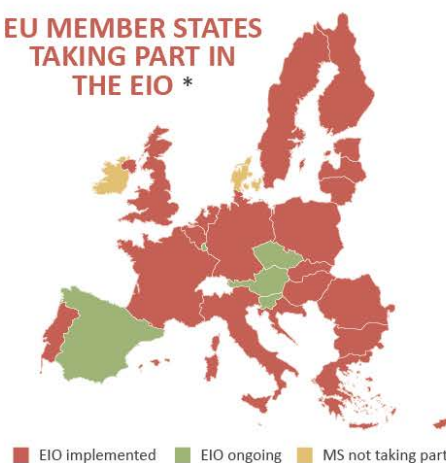 EU MEMBER STATES
TAKING PART IN
THE EIO *
EIO implemented
EIO ongoing
MS not taking part